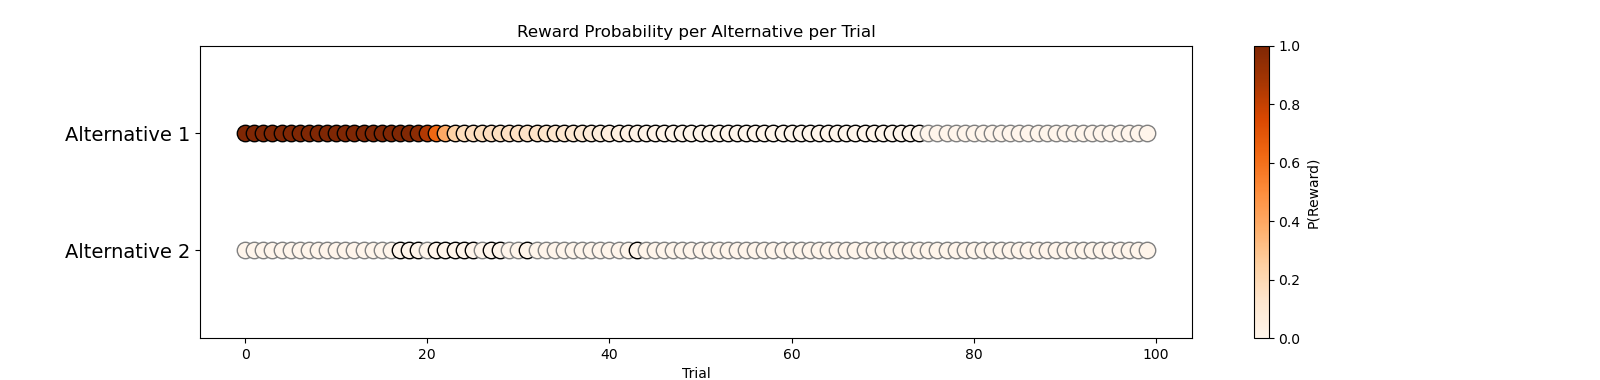 Reward Probability per Alternative per Trial
Alternative 1
Alternative 2
0 20 40 60 80 100
Trial
1.0
0.8
0.6
0.4
0.2
0.0
P(Reward)